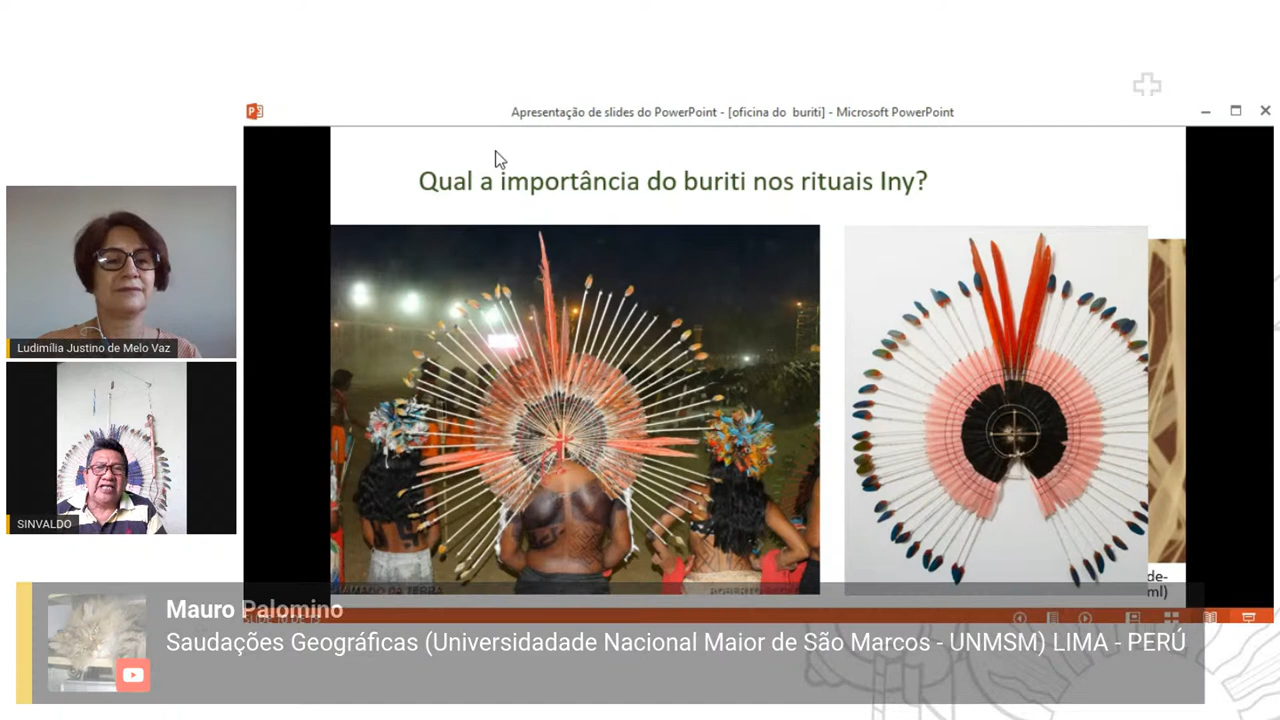 Apresentação de slides do PowerPoint - [oficina do buriti] - Microsoft PowerPoint
Qual a importância do buriti nos rituais Iny?
Ludimília Justino de Melo Vaz
SINVALDO
de-
ml)
Mauro Palomino
Saudações Geográficas (Universidadade Nacional Maior de São Marcos - UNMSM) LIMA - PERÚ